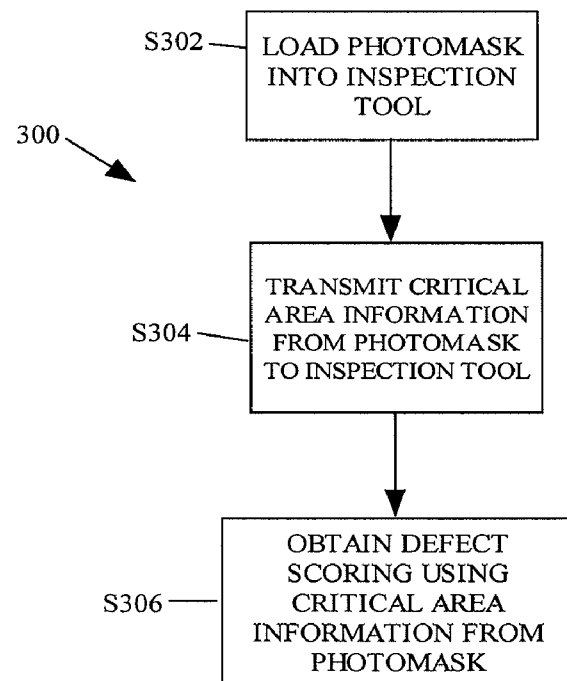 S302
LOAD PHOTOMASK
INTO INSPECTION
TOOL
300
TRANSMIT CRITICAL
AREA INFORMATION
FROM PHOTOMASK
TO INSPECTION TOOL
S304
OBTAIN DEFECT
SCORING USING
CRITICAL AREA
INFORMATION FROM
PHOTOMASK
S306